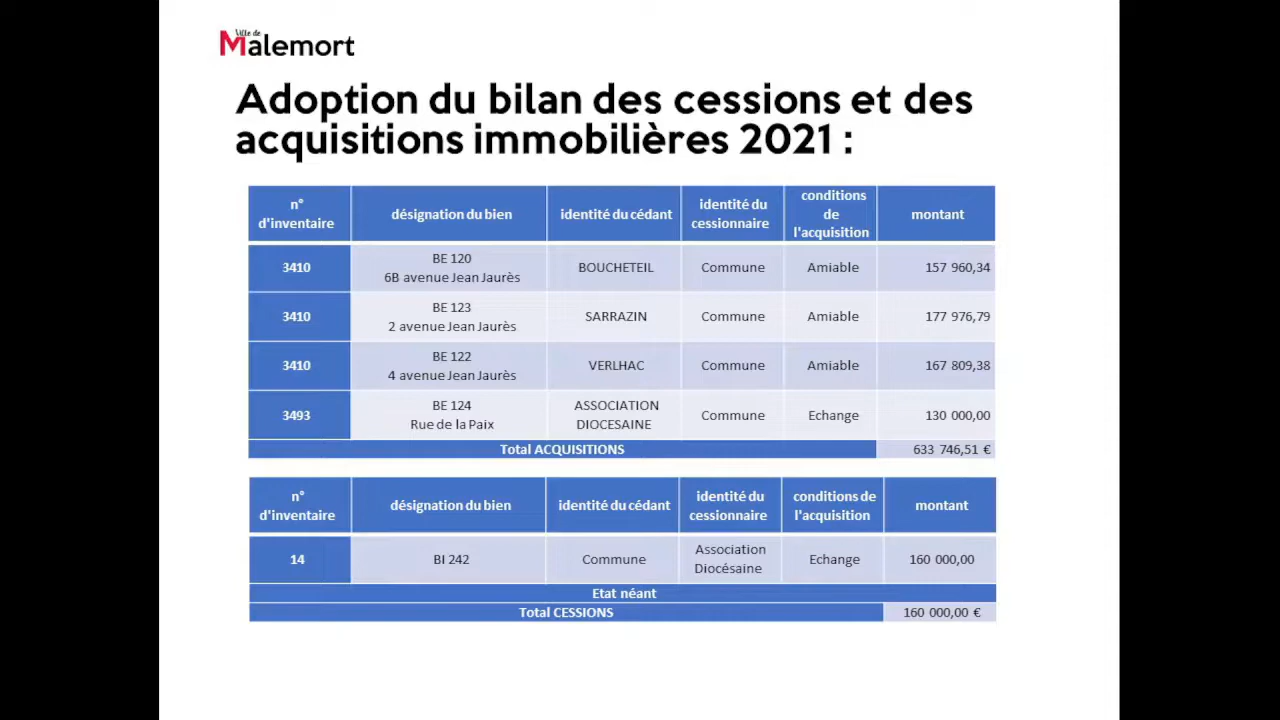 Ville de
Malemort
Adoption du bilan des cessions et des
acquisitions immobilières 2021 :
n° d'inventaire désignation du bien identité du cédant identité du cessionnaire conditions de l'acquisition montant
3410 BE 120 6B avenue Jean Jaurès BOUCHETEIL Commune Amiable 157 960,34
3410 BE 123 2 avenue Jean Jaurès SARRAZIN Commune Amiable 177 976,79
3410 BE 122 4 avenue Jean Jaurès VERLHAC Commune Amiable 167 809,38
3493 BE 124 Rue de la Paix ASSOCIATION DIOCESAINE Commune Echange 130 000,00
Total ACQUISITIONS 633 746,51 €
n° d'inventaire désignation du bien identité du cédant identité du cessionnaire conditions de l'acquisition montant
14 BI 242 Commune Association Diocésaine Echange 160 000,00
Etat néant
Total CESSIONS 160 000,00 €